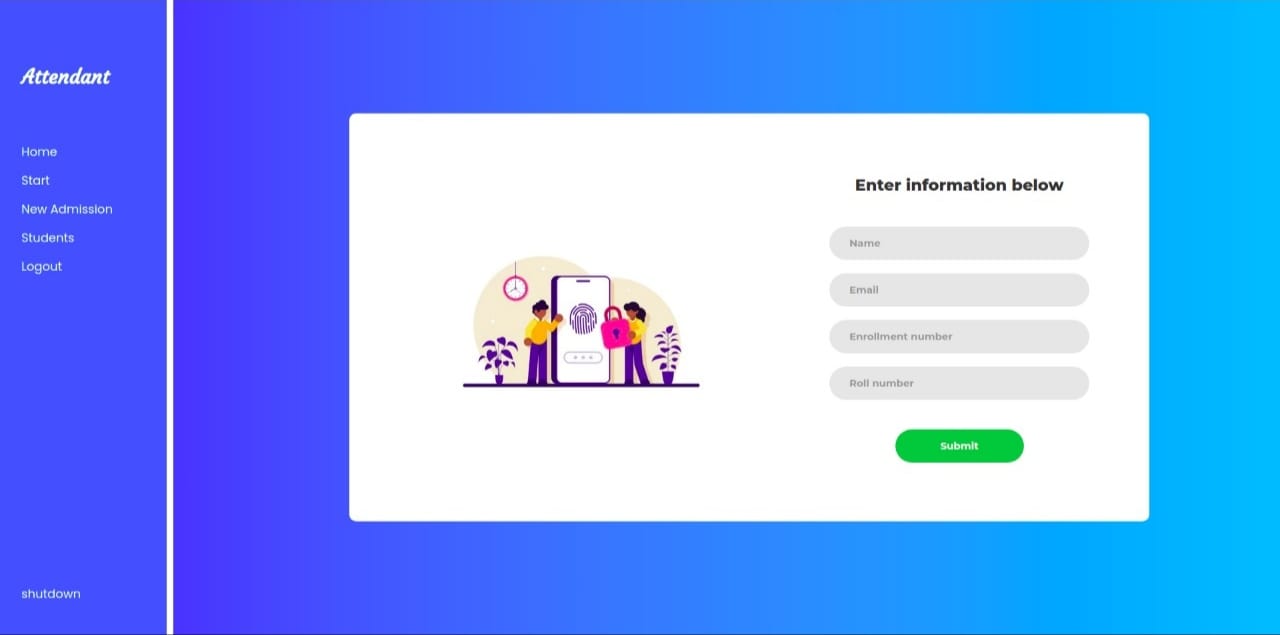 Attendant
Home
Start
New Admission
Students
Logout
shutdown
Enter information below
Name
Email
Enrollment number
Roll number
Submit